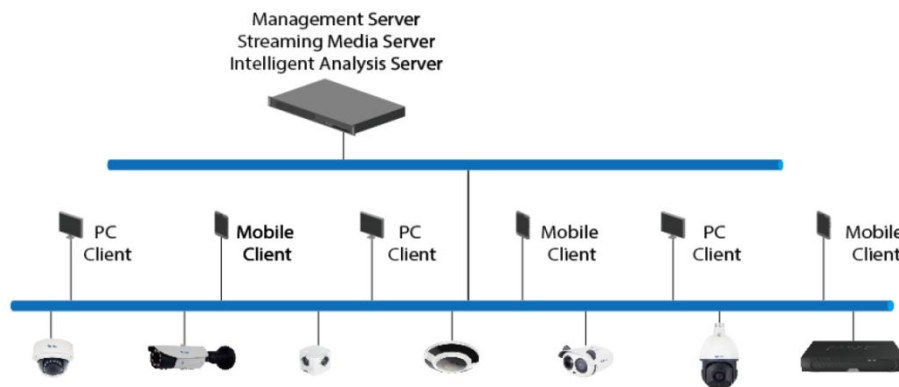 Management Server
Streaming Media Server
Intelligent Analysis Server
PC
Client
Mobile
Client
PC
Client
Mobile
Client
PC
Client
Mobile
Client